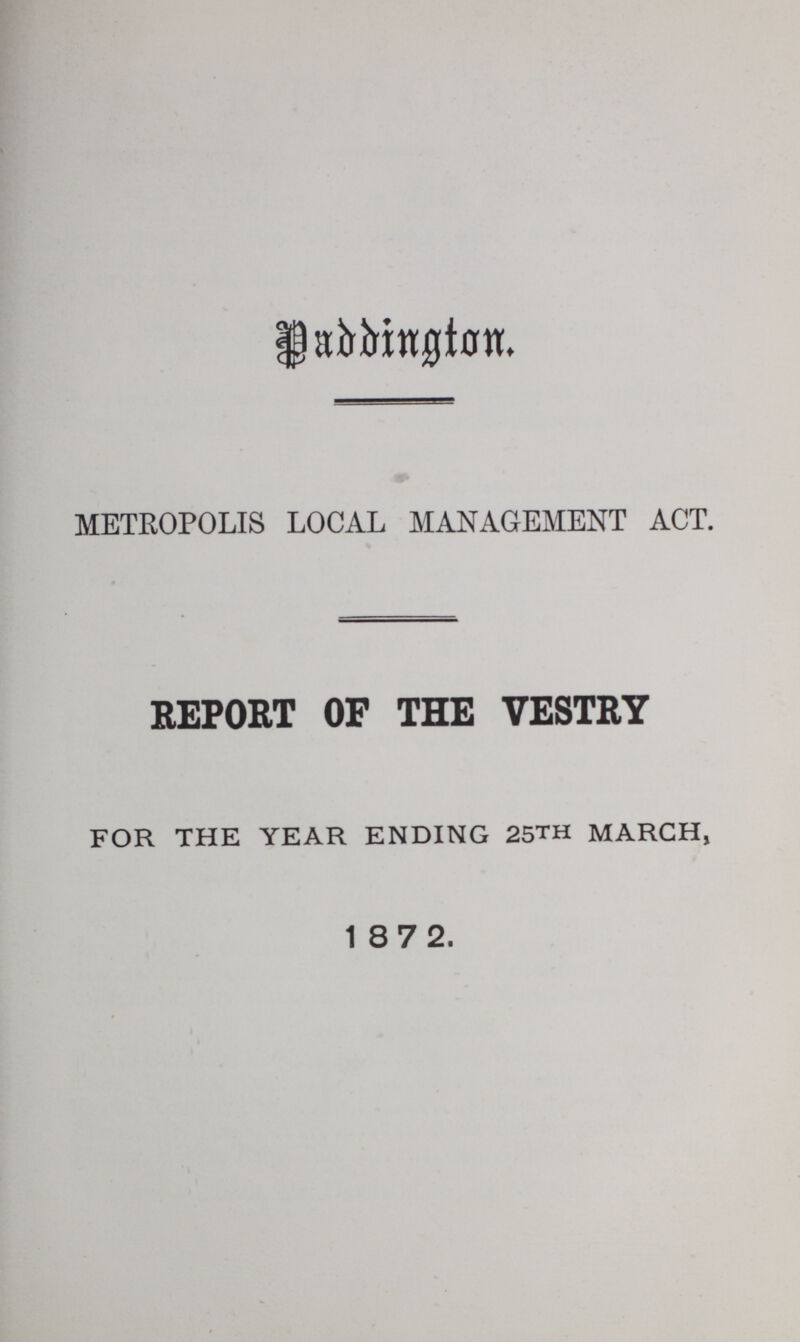 Paddington.
METROPOLIS LOCAL MANAGEMENT ACT.
REPORT OF THE VESTRY
FOR THE YEAR ENDING 25TH MARCH,
1872.